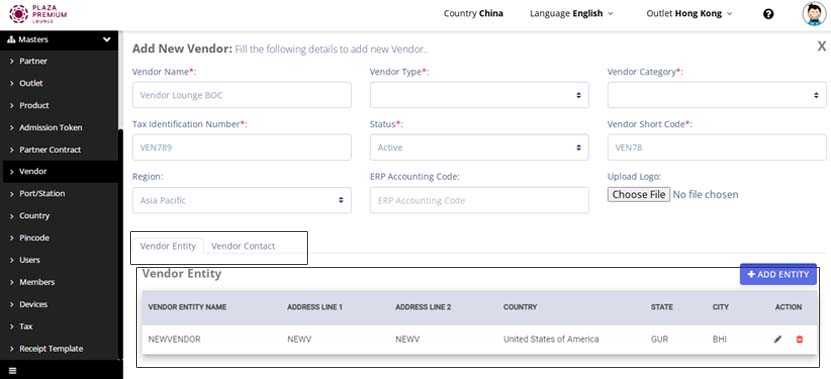 PLAZA
PREMIUM
LOUNGE
Country China
Language English
Outlet Hong Kong
?
Masters
Partner
Outlet
Product
Admission Token
Partner Contract
Vendor
Port/Station
Country
Pincode
Users
Members
Devices
Tax
Receipt Template
Add New Vendor: Fill the following details to add new Vendor..
X
Vendor Name*: Vendor Type*: Vendor Category*:
Vendor Lounge BOC
Tax Identification Number*: Status*: Vendor Short Code*:
VEN789 Active VEN78
Region: ERP Accounting Code: Upload Logo:
Asia Pacific ERP Accounting Code Choose File No file chosen
Vendor Entity Vendor Contact
Vendor Entity
+ ADD ENTITY
VENDOR ENTITY NAME ADDRESS LINE 1 ADDRESS LINE 2 COUNTRY STATE CITY ACTION
NEWVENDOR NEWV NEWV United States of America GUR BHI